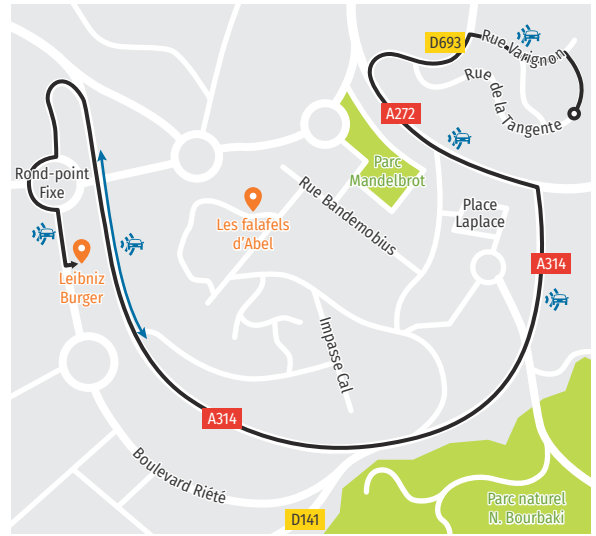 D693
Rue Varignon
Rue de la Tangente
A272
Parc
Mandelbrot
Rond-point
Fixe
Les falafels
d'Abel
Rue Bandemobius
Place
Laplace
Leibniz
Burger
A314
Impasse Cal
A314
Boulevard Riété
Parc naturel
N. Bourbaki
D141